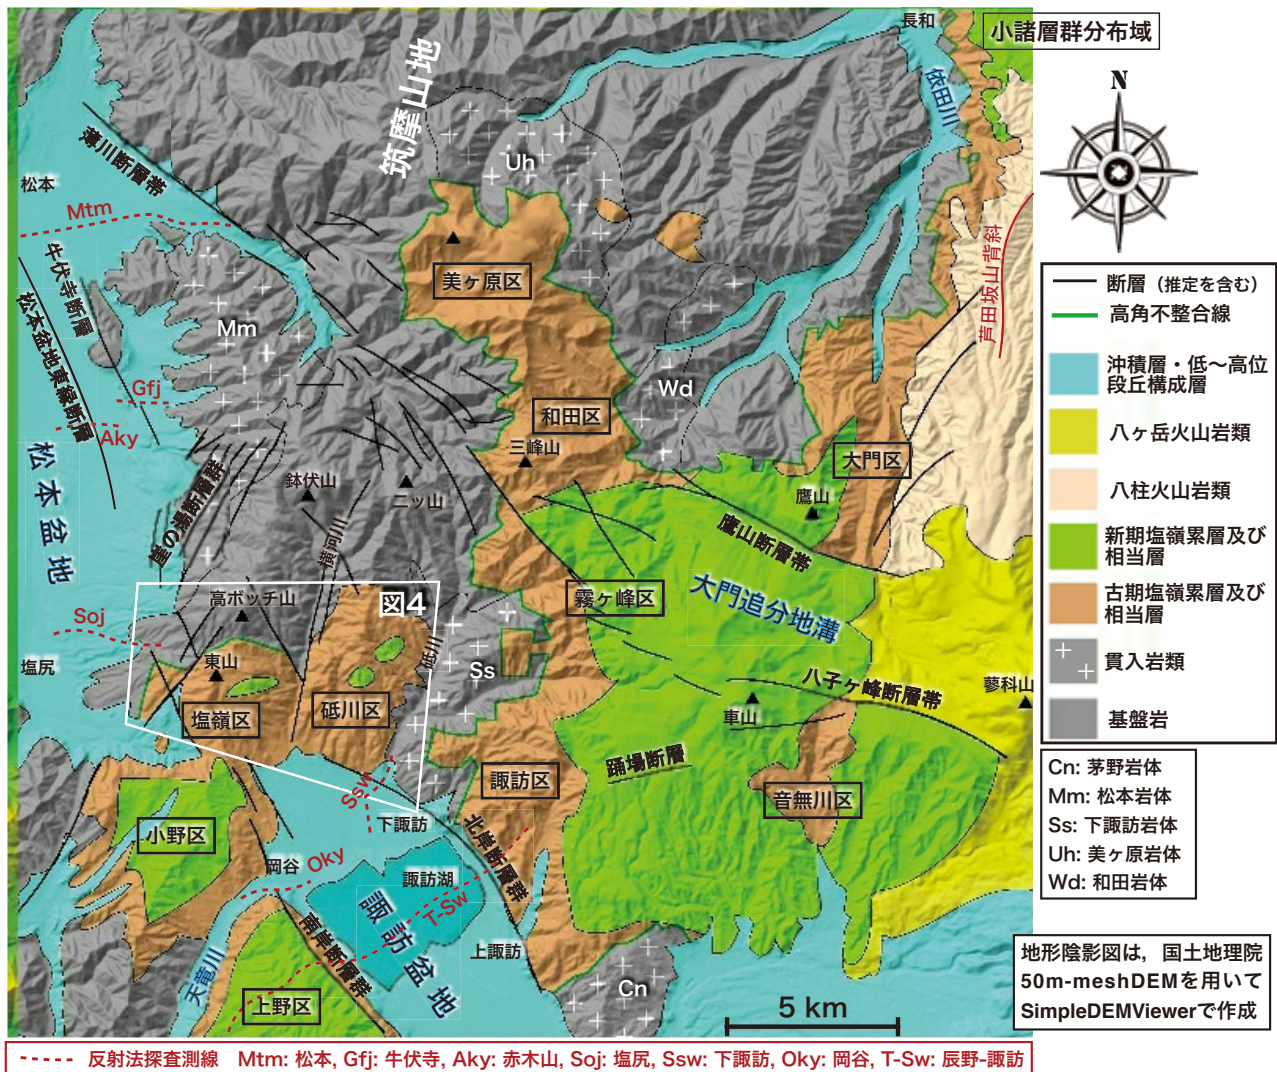 長和
小諸層群分布域
筑摩山地
依田川
N
薄川断層帯
Uh
松本
Mtm
芦田坂山背斜
牛伏寺断層
美ヶ原区
断層（推定を含む）
高角不整合線
松本盆地東縁断層
Mm
沖積層・低〜高位
段丘構成層
Gfj
Wd
和田区
八ヶ岳火山岩類
Aky
三峰山
大門区
松本盆地
鉢伏山
二ッ山
鷹山
八柱火山岩類
崖の湯断層群
横河川
鷹山断層帯
新期塩嶺累層及び
相当層
高ボッチ山
図4
霧ヶ峰区
大門追分地溝
古期塩嶺累層及び
相当層
Soj
砥川
塩尻
東山
Ss
貫入岩類
八子ヶ峰断層帯
蓼科山
塩嶺区
砥川区
車山
基盤岩
踊場断層
諏訪区
音無川区
Ssw
Cn: 茅野岩体
Mm: 松本岩体
Ss: 下諏訪岩体
Uh: 美ヶ原岩体
Wd: 和田岩体
小野区
下諏訪
北岸断層群
岡谷
Oky
諏訪湖
T-Sw
諏訪盆地
南岸断層群
上諏訪
天竜川
上野区
Cn
5 km
地形陰影図は，国土地理院
50m-meshDEMを用いて
SimpleDEMViewerで作成
反射法探査測線 Mtm: 松本, Gfj: 牛伏寺, Aky: 赤木山, Soj: 塩尻, Ssw: 下諏訪, Oky: 岡谷, T-Sw: 辰野-諏訪